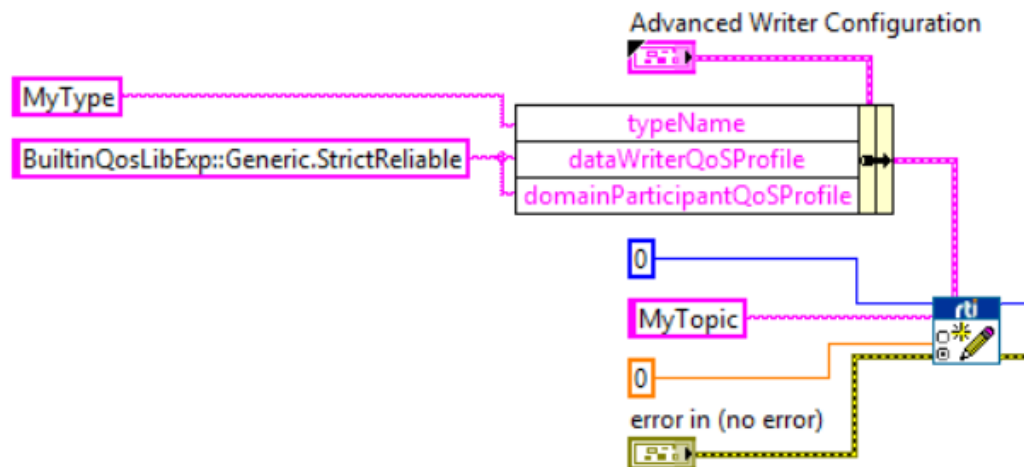 Advanced Writer Configuration
MyType
typeName
BuiltinQosLibExp::Generic.StrictReliable
dataWriterQoSProfile
domainParticipantQoSProfile
0
rti
MyTopic
0
error in (no error)